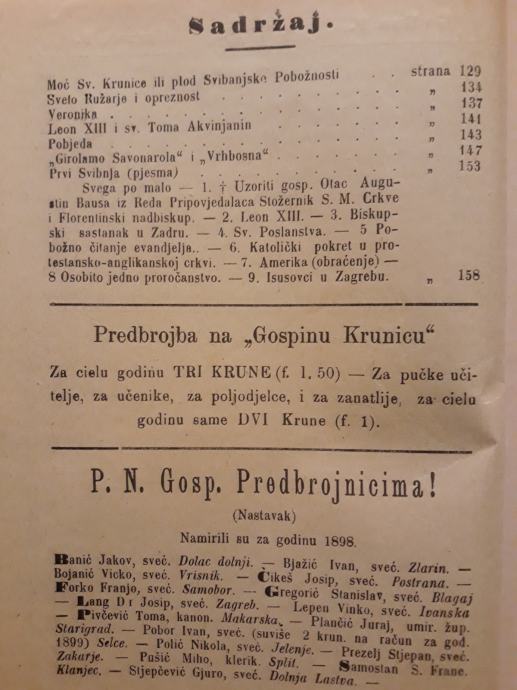 Sadržaj.
Moć Sv. Krunice ili plod Svibanjske Pobožnosti . . strana 129
Sveto Ružarje i opreznost . . . . . . . . „ 134
Veronika . . . . . . . . . . . „ 137
Leon XIII i sv. Toma Akvinjanin . . . . . . „ 141
Pobjeda . . . . . . . . . . . „ 143
„Girolamo Savonarola“ i „Vrhbosna“ . . . . . „ 147
Prvi Svibnja (pjesma) . . . . . . . . „ 153
Svega po malo — 1. † Uzoriti gosp. Otac Augu-
stin Bausa iz Reda Pripovjedalaca Stožernik S. M. Crkve
i Florentinski nadbiskup. — 2. Leon XIII. — 3. Biskup-
ski sastanak u Zadru. — 4. Sv. Poslanstva. — 5 Po-
božno čitanje evandjelja.. — 6. Katolički pokret u pro-
testansko-anglikanskoj crkvi. — 7. Amerika (obraćenje) —
8 Osobito jedno proročanstvo. — 9. Isusovci u Zagrebu. „ 158
Predbrojba na „Gospinu Krunicu“
Za cielu godinu TRI KRUNE (f. 1. 50) — Za pučke uči-
telje, za učenike, za poljodjelce, i za zanatlije, za cielu
godinu same DVI Krune (f. 1).
P. N. Gosp. Predbrojnicima!
(Nastavak)
Namirili su za godinu 1898.
Banić Jakov, sveć. Dolac dolnji. — Bjažić Ivan, sveć. Zlarin. —
Bojanić Vicko, sveć. Vrisnik. — Čikeš Josip, sveć. Postrana. —
Forko Franjo, sveć. Samobor. — Gregorić Stanislav, sveć. Blagaj
— Lang Dr Josip, sveć. Zagreb. — Lepen Vinko, sveć. Ivanska
— Pivčević Toma, kanon. Makarska. — Plančić Juraj, umir. žup.
Starigrad. — Pobor Ivan, sveć. (suviše 2 krun. na račun za god.
1899) Selce. — Polić Nikola, sveć. Jelenje. — Prezelj Stjepan, sveć.
Zakarje. — Pušić Miho, klerik. Split. — Samostan S. Frane.
Klanjec. — Stjepčević Gjuro, sveć. Dolnja Lastva. —